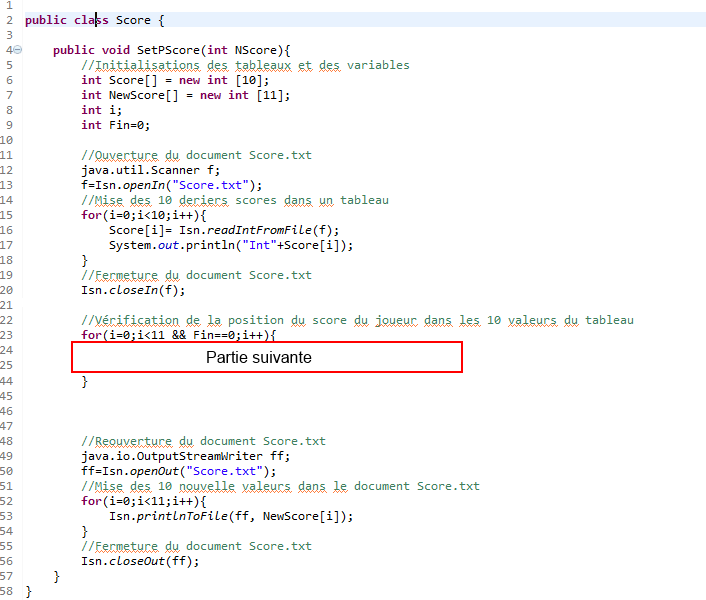 1
2 public class Score {
3
4 public void SetPScore(int NScore){
5 //Initialisations des tableaux et des variables
6 int Score[] = new int [10];
7 int NewScore[] = new int [11];
8 int i;
9 int Fin=0;
10
11 //Ouverture du document Score.txt
12 java.util.Scanner f;
13 f=Isn.openIn("Score.txt");
14 //Mise des 10 deriers scores dans un tableau
15 for(i=0;i<10;i++){
16 Score[i]= Isn.readIntFromFile(f);
17 System.out.println("Int"+Score[i]);
18 }
19 //Fermeture du document Score.txt
20 Isn.closeIn(f);
21
22 //Vérification de la position du score du joueur dans les 10 valeurs du tableau
23 for(i=0;i<11 && Fin==0;i++){
24 Partie suivante
25
44 }
45
46
47
48 //Reouverture du document Score.txt
49 java.io.OutputStreamWriter ff;
50 ff=Isn.openOut("Score.txt");
51 //Mise des 10 nouvelle valeurs dans le document Score.txt
52 for(i=0;i<11;i++){
53 Isn.printlnToFile(ff, NewScore[i]);
54 }
55 //Fermeture du document Score.txt
56 Isn.closeOut(ff);
57 }
58 }